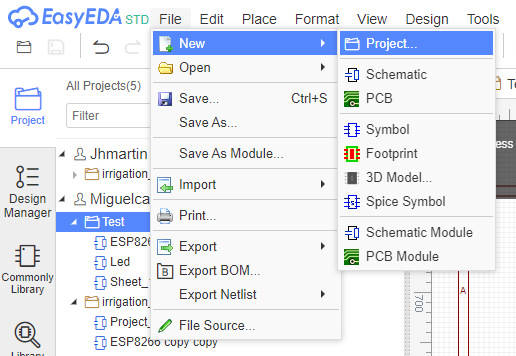 EasyEDA STD File Edit Place Format View Design Tools
New
Project...
Open
Schematic
PCB
Save... Ctrl+S
Save As...
Symbol
Save As Module...
Footprint
3D Model...
Import
Spice Symbol
Print...
Schematic Module
Export
PCB Module
Export BOM...
Export Netlist
File Source...
All Projects(5)
Filter
Project
Jhmartin
irrigation_
Miguelca
Test
ESP8266
Led
Sheet_
irrigation_
Project_
ESP8266 copy copy
Design
Manager
Commonly
Library
Library
Te
ess
A
700